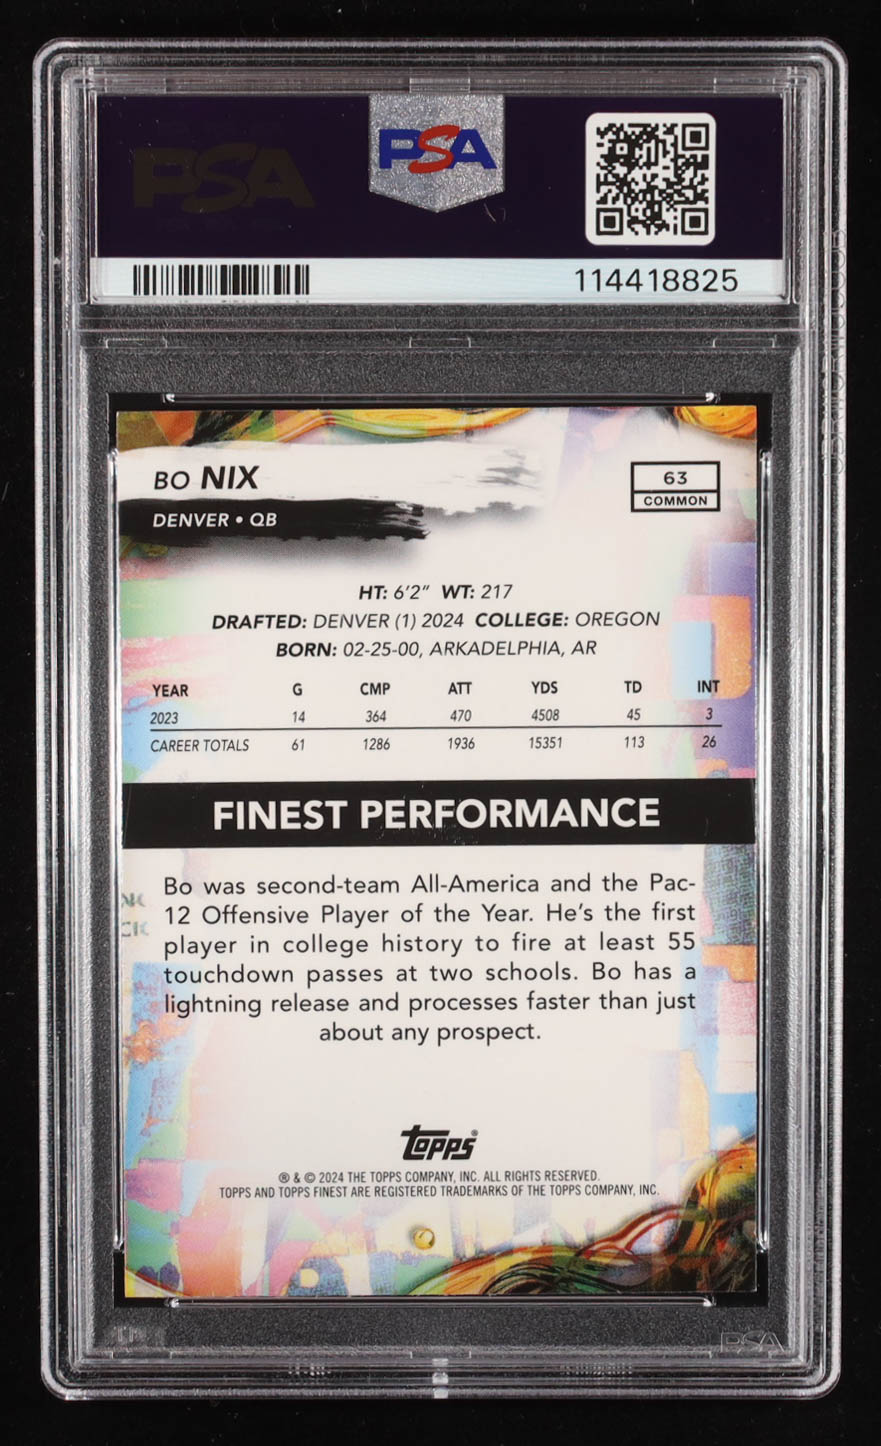 PSA
PSA
114418825
BO NIX
DENVER • QB
63
COMMON
HT: 6'2" WT: 217
DRAFTED: DENVER (1) 2024 COLLEGE: OREGON
BORN: 02-25-00, ARKADELPHIA, AR
YEAR G CMP ATT YDS TD INT
2023 14 364 470 4508 45 3
CAREER TOTALS 61 1286 1936 15351 113 26
FINEST PERFORMANCE
Bo was second-team All-America and the Pac-
12 Offensive Player of the Year. He's the first
player in college history to fire at least 55
touchdown passes at two schools. Bo has a
lightning release and processes faster than just
about any prospect.
Topps®
® & © 2024 THE TOPPS COMPANY, INC. ALL RIGHTS RESERVED.
TOPPS AND TOPPS FINEST ARE REGISTERED TRADEMARKS OF THE TOPPS COMPANY, INC.
PSA